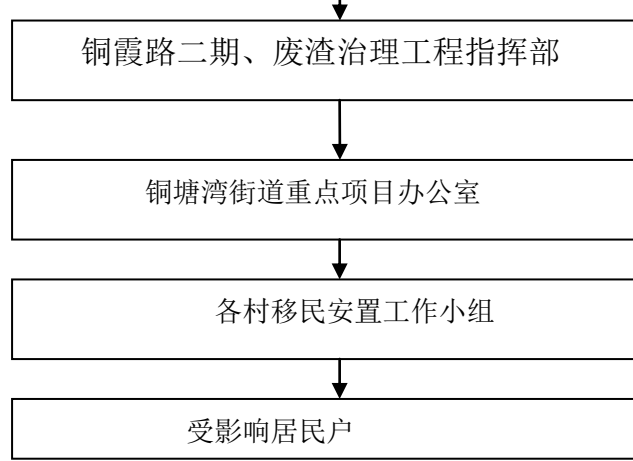 铜霞路二期、废渣治理工程指挥部
铜塘湾街道重点项目办公室
各村移民安置工作小组
受影响居民户